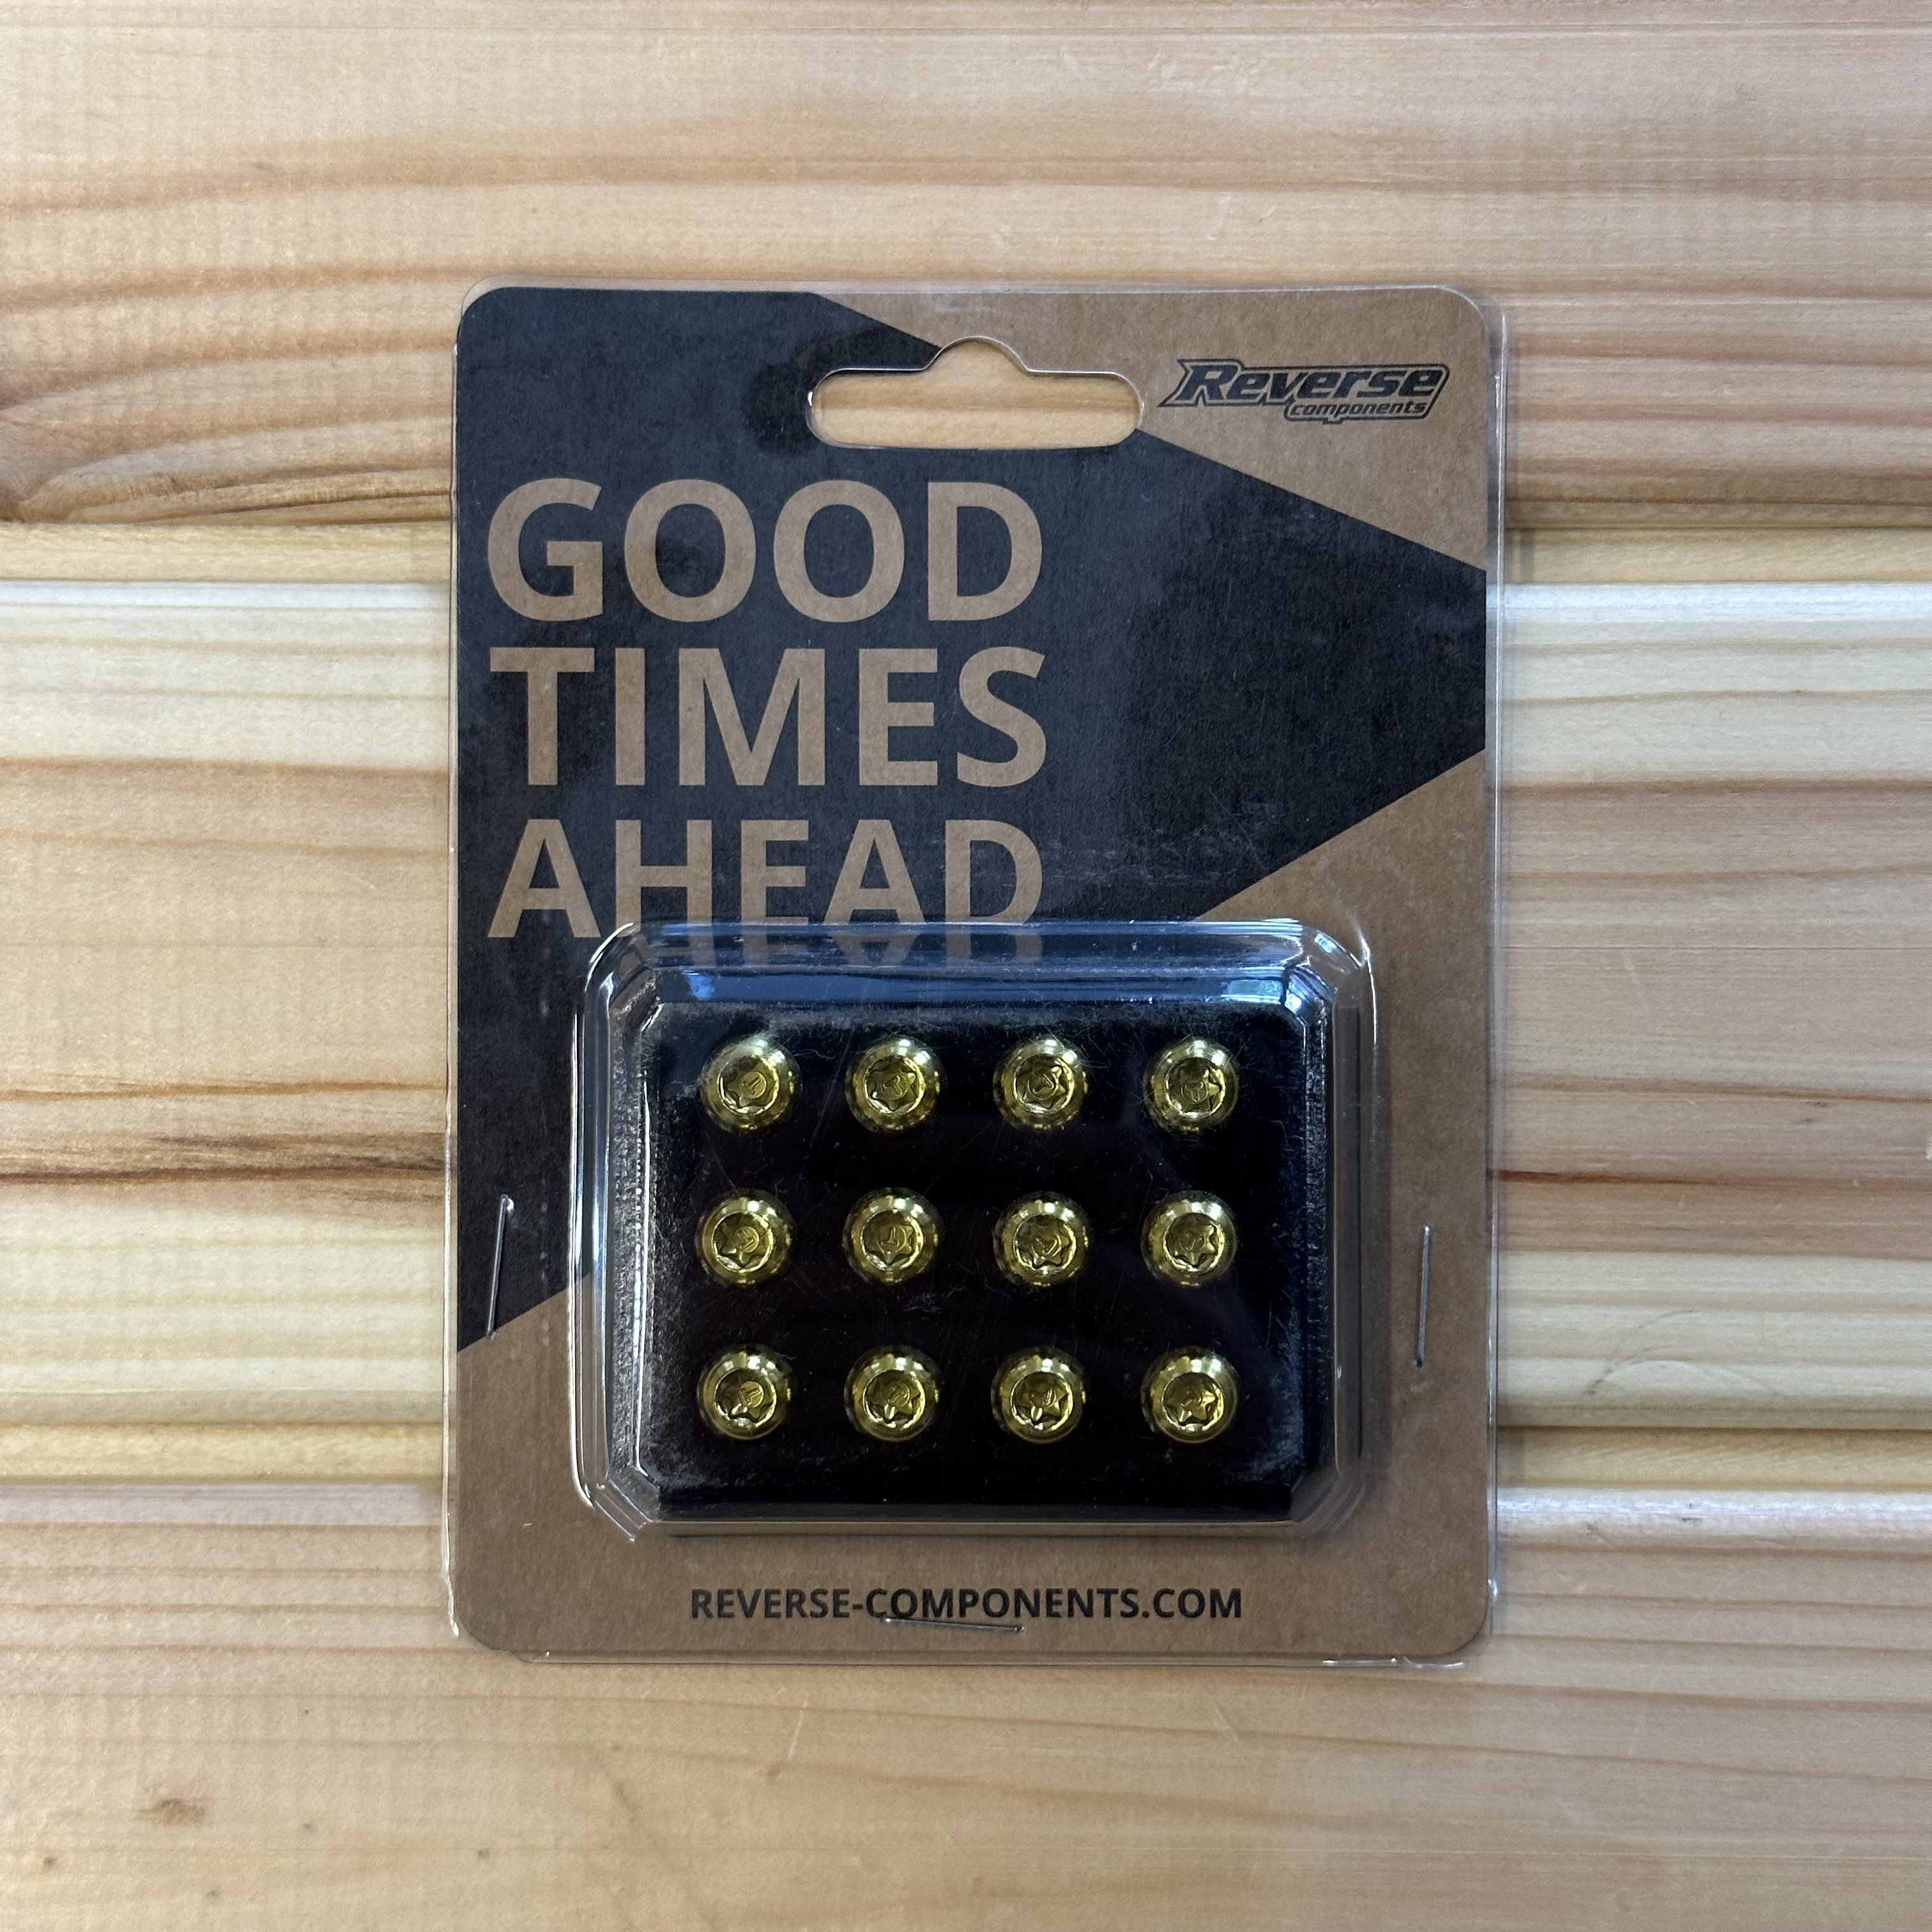 Reverse
components
GOOD
TIMES
AHEAD
REVERSE-COMPONENTS.COM